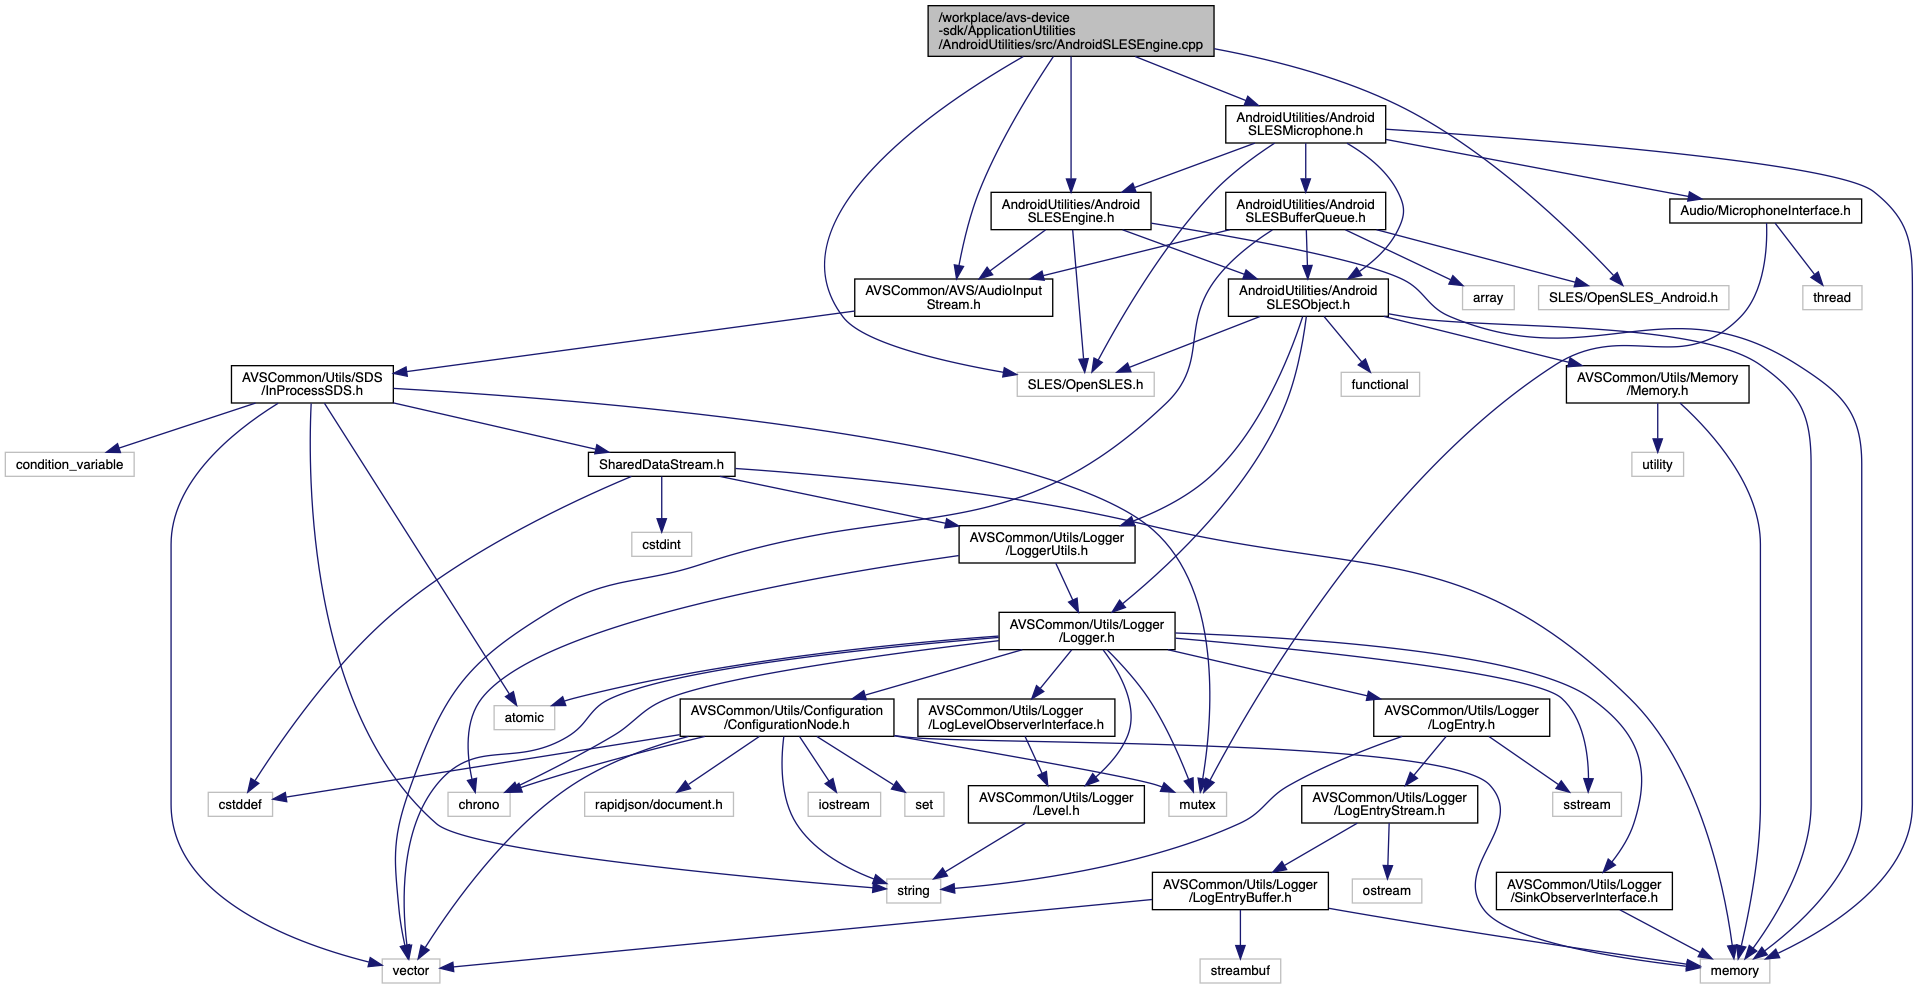 /workplace/avs-device
-sdk/ApplicationUtilities
/AndroidUtilities/src/AndroidSLESEngine.cpp
AndroidUtilities/Android
SLESMicrophone.h
AndroidUtilities/Android
SLESEngine.h
AndroidUtilities/Android
SLESBufferQueue.h
Audio/MicrophoneInterface.h
AVSCommon/AVS/AudioInput
Stream.h
AndroidUtilities/Android
SLESObject.h
array
SLES/OpenSLES_Android.h
thread
AVSCommon/Utils/SDS
/InProcessSDS.h
SLES/OpenSLES.h
functional
AVSCommon/Utils/Memory
/Memory.h
condition_variable
SharedDataStream.h
utility
cstdint
AVSCommon/Utils/Logger
/LoggerUtils.h
AVSCommon/Utils/Logger
/Logger.h
atomic
AVSCommon/Utils/Configuration
/ConfigurationNode.h
AVSCommon/Utils/Logger
/LogLevelObserverInterface.h
AVSCommon/Utils/Logger
/LogEntry.h
cstddef
chrono
rapidjson/document.h
iostream
set
AVSCommon/Utils/Logger
/Level.h
mutex
AVSCommon/Utils/Logger
/LogEntryStream.h
sstream
string
AVSCommon/Utils/Logger
/LogEntryBuffer.h
ostream
AVSCommon/Utils/Logger
/SinkObserverInterface.h
vector
streambuf
memory